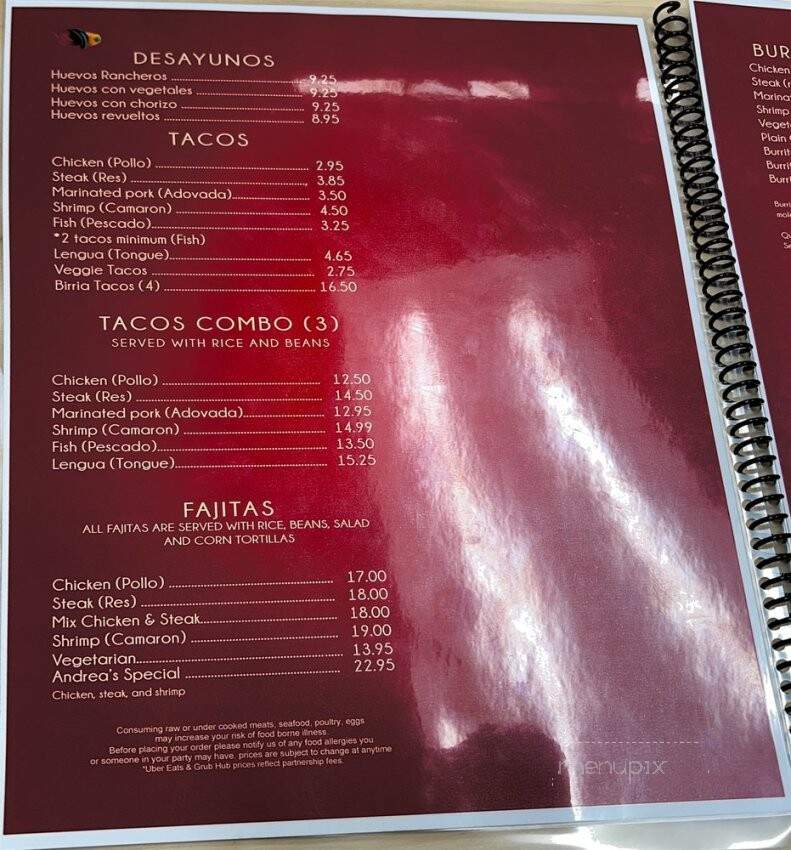 DESAYUNOS
Huevos Rancheros 9.25
Huevos con vegetales 9.25
Huevos con chorizo 9.25
Huevos revueltos 8.95
TACOS
Chicken (Pollo) 2.95
Steak (Res) 3.85
Marinated pork (Adovada) 3.50
Shrimp (Camaron) 4.50
Fish (Pescado) 3.25
*2 tacos minimum (Fish)
Lengua (Tongue) 4.65
Veggie Tacos 2.75
Birria Tacos (4) 16.50
TACOS COMBO (3)
SERVED WITH RICE AND BEANS
Chicken (Pollo) 12.50
Steak (Res) 14.50
Marinated pork (Adovada) 12.95
Shrimp (Camaron) 14.99
Fish (Pescado) 13.50
Lengua (Tongue) 15.25
FAJITAS
ALL FAJITAS ARE SERVED WITH RICE, BEANS, SALAD
AND CORN TORTILLAS
Chicken (Pollo) 17.00
Steak (Res) 18.00
Mix Chicken & Steak 18.00
Shrimp (Camaron) 19.00
Vegetarian 13.95
Andrea's Special 22.95
Chicken, steak, and shrimp
Consuming raw or under cooked meats, seafood, poultry, eggs
may increase your risk of food borne illness.
Before placing your order please notify us of any food allergies you
or someone in your party may have, prices are subject to change at anytime
*Uber Eats & Grub Hub prices reflect partnership fees.
menupix
BUR
Chicken
Steak (r
Marina
Shrimp
Veget
Plain
Burrit
Burri
Burr